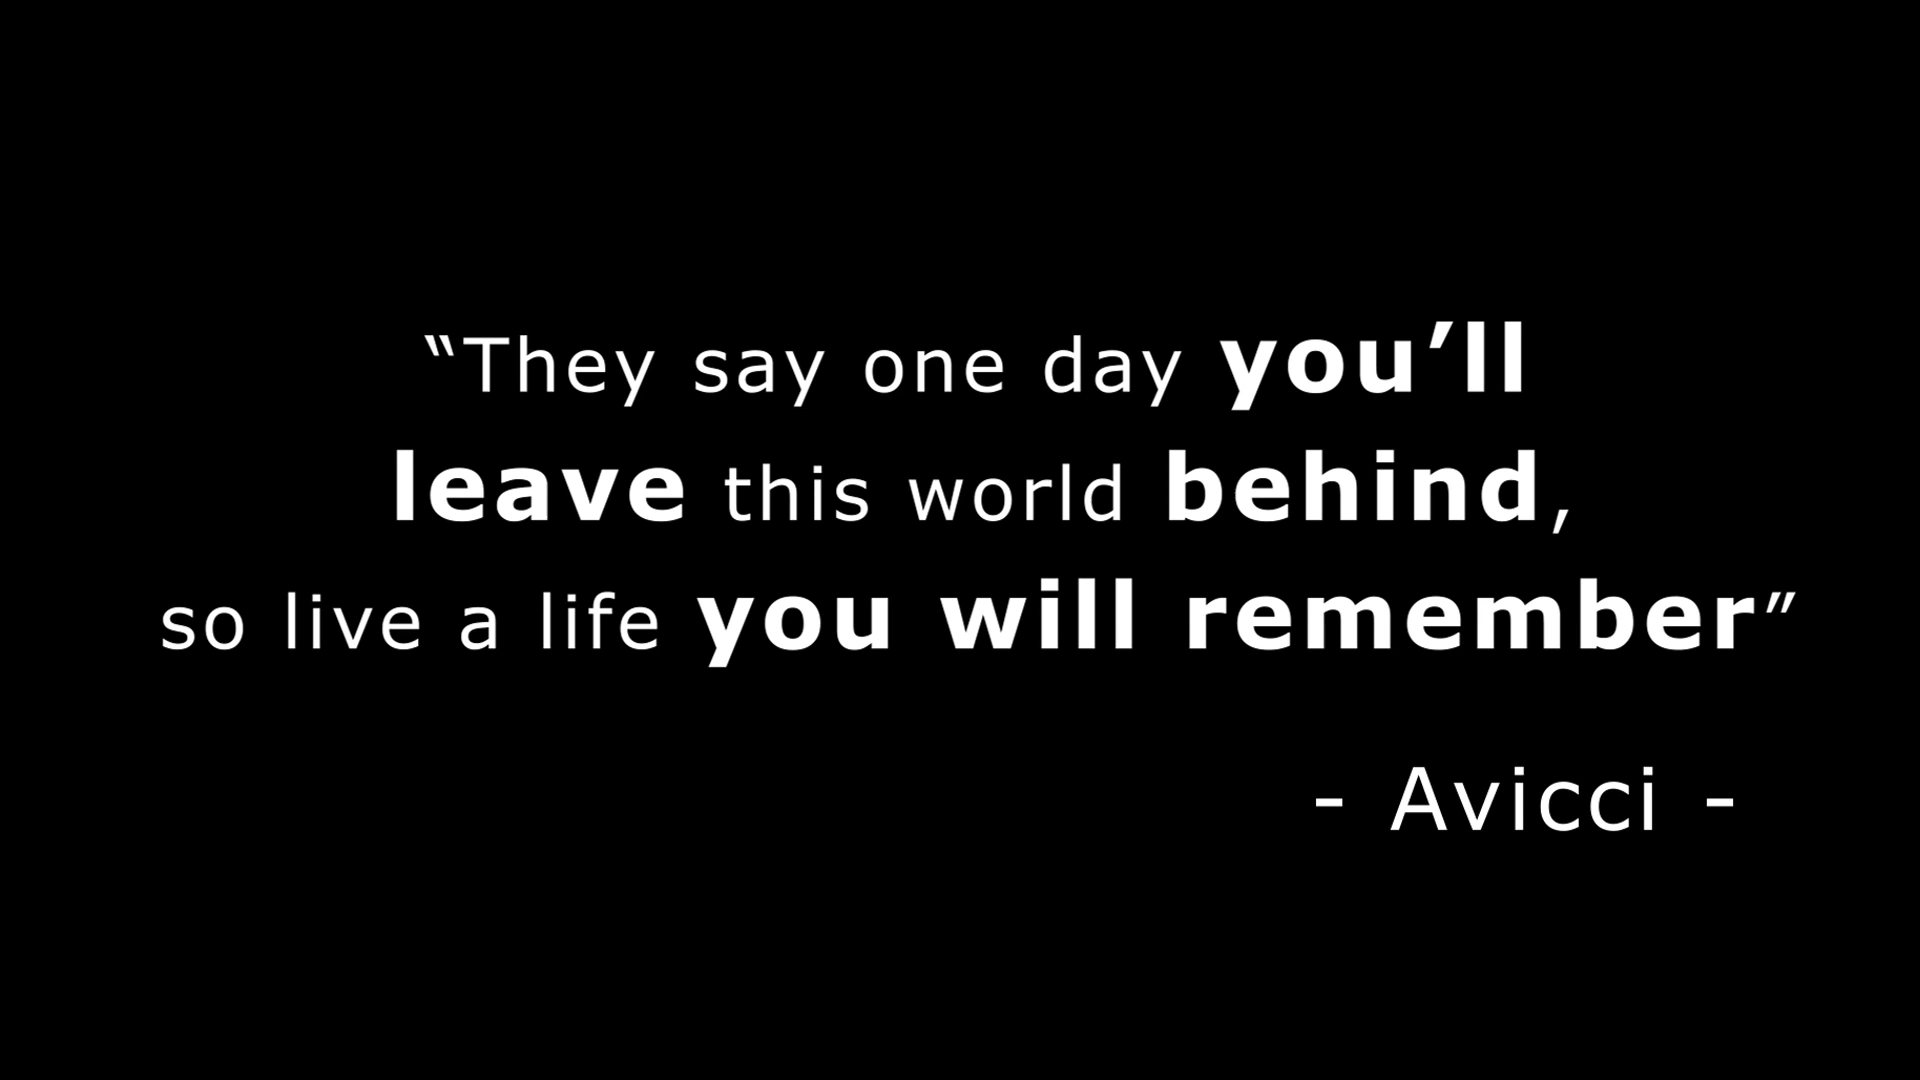 “They say one day you’ll
leave this world behind,
so live a life you will remember”
- Avicci -